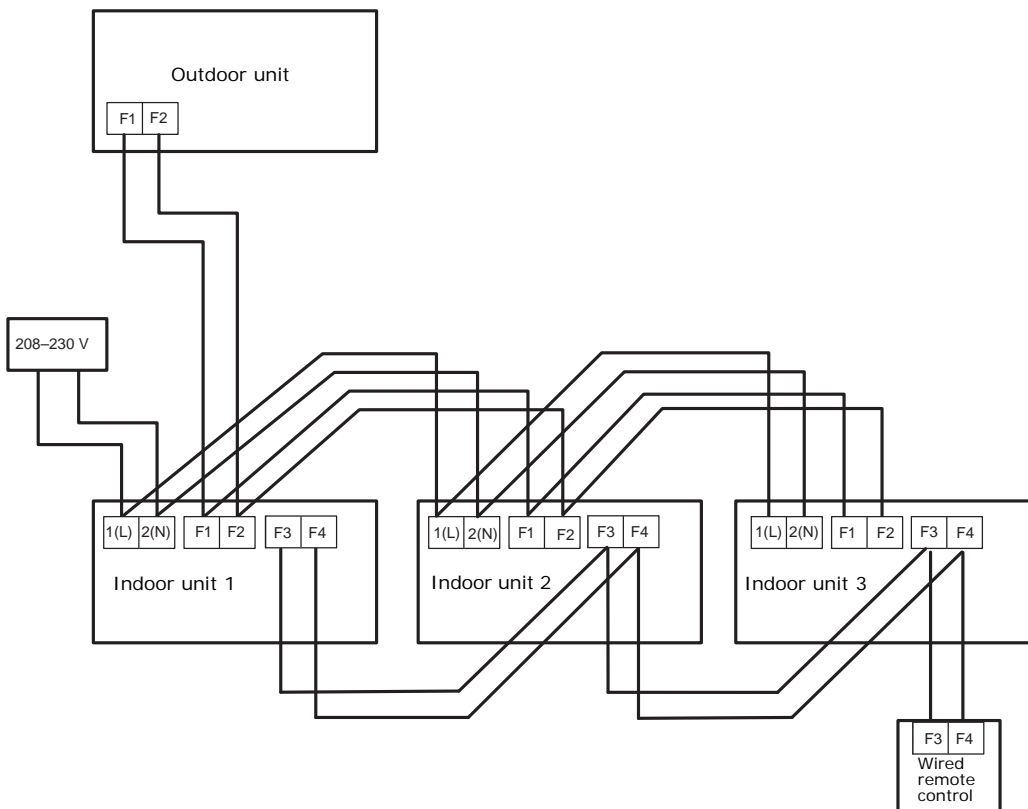 Outdoor unit
F1 F2
208–230 V
1(L) 2(N) F1 F2 F3 F4
Indoor unit 1
1(L) 2(N) F1 F2 F3 F4
Indoor unit 2
1(L) 2(N) F1 F2 F3 F4
Indoor unit 3
F3 F4
Wired
remote
control